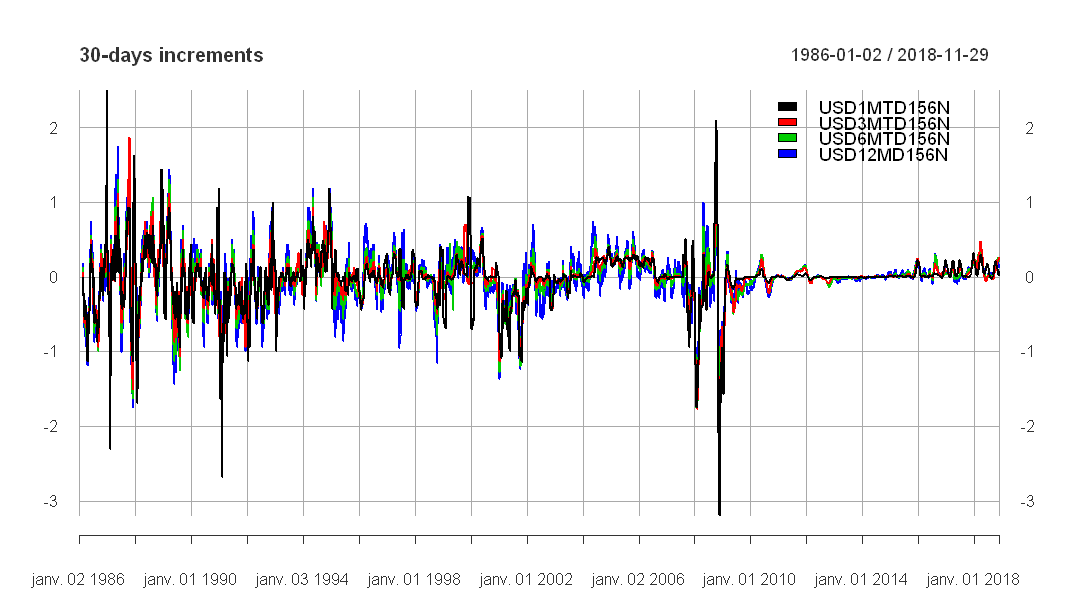 30-days increments
1986-01-02 / 2018-11-29
USD1MTD156N
USD3MTD156N
USD6MTD156N
USD12MD156N
2 2
1 1
0 0
-1 -1
-2 -2
-3 -3
janv. 02 1986 janv. 01 1990 janv. 03 1994 janv. 01 1998 janv. 01 2002 janv. 02 2006 janv. 01 2010 janv. 01 2014 janv. 01 2018